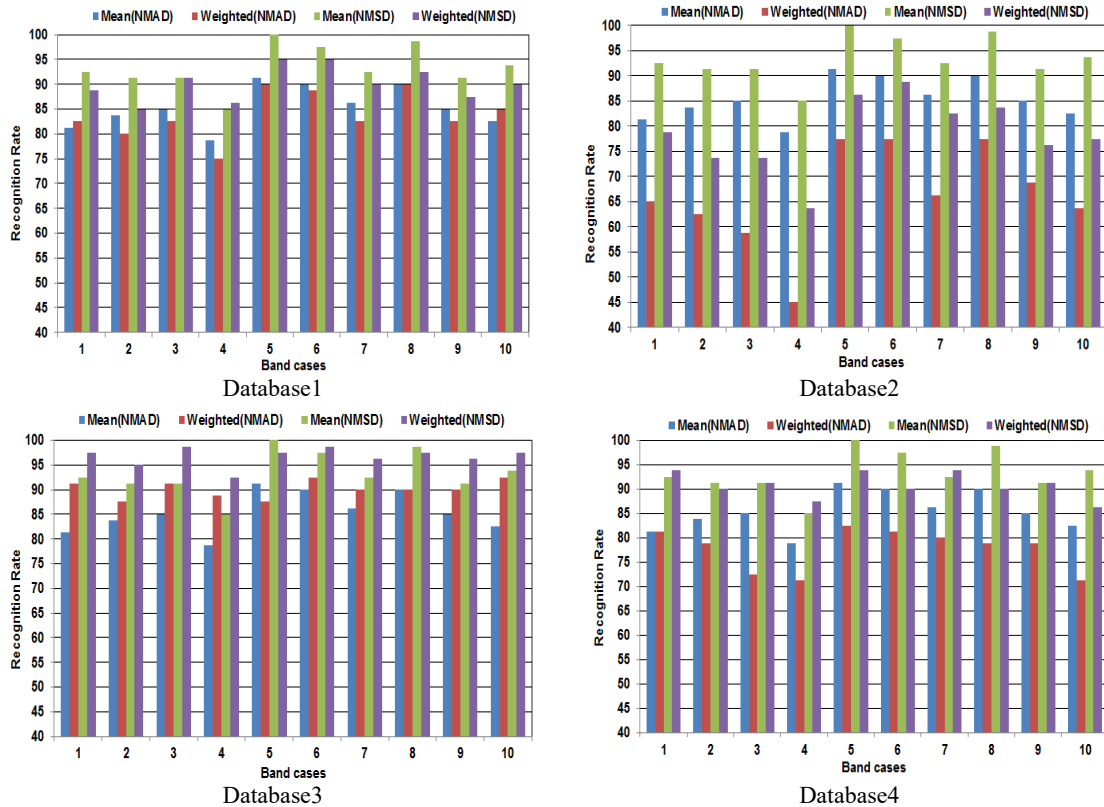 Mean(NMAD) Weighted(NMAD) Mean(NMSD) Weighted(NMSD)
100
95
90
85
80
75
70
65
60
55
50
45
40
Recognition Rate
1 2 3 4 5 6 7 8 9 10
Band cases
Database1
Mean(NMAD) Weighted(NMAD) Mean(NMSD) Weighted(NMSD)
100
95
90
85
80
75
70
65
60
55
50
45
40
Recognition Rate
1 2 3 4 5 6 7 8 9 10
Band cases
Database2
Mean(NMAD) Weighted(NMAD) Mean(NMSD) Weighted(NMSD)
100
95
90
85
80
75
70
65
60
55
50
45
40
Recognition Rate
1 2 3 4 5 6 7 8 9 10
Band cases
Database3
Mean(NMAD) Weighted(NMAD) Mean(NMSD) Weighted(NMSD)
100
95
90
85
80
75
70
65
60
55
50
45
40
Recognition Rate
1 2 3 4 5 6 7 8 9 10
Band cases
Database4